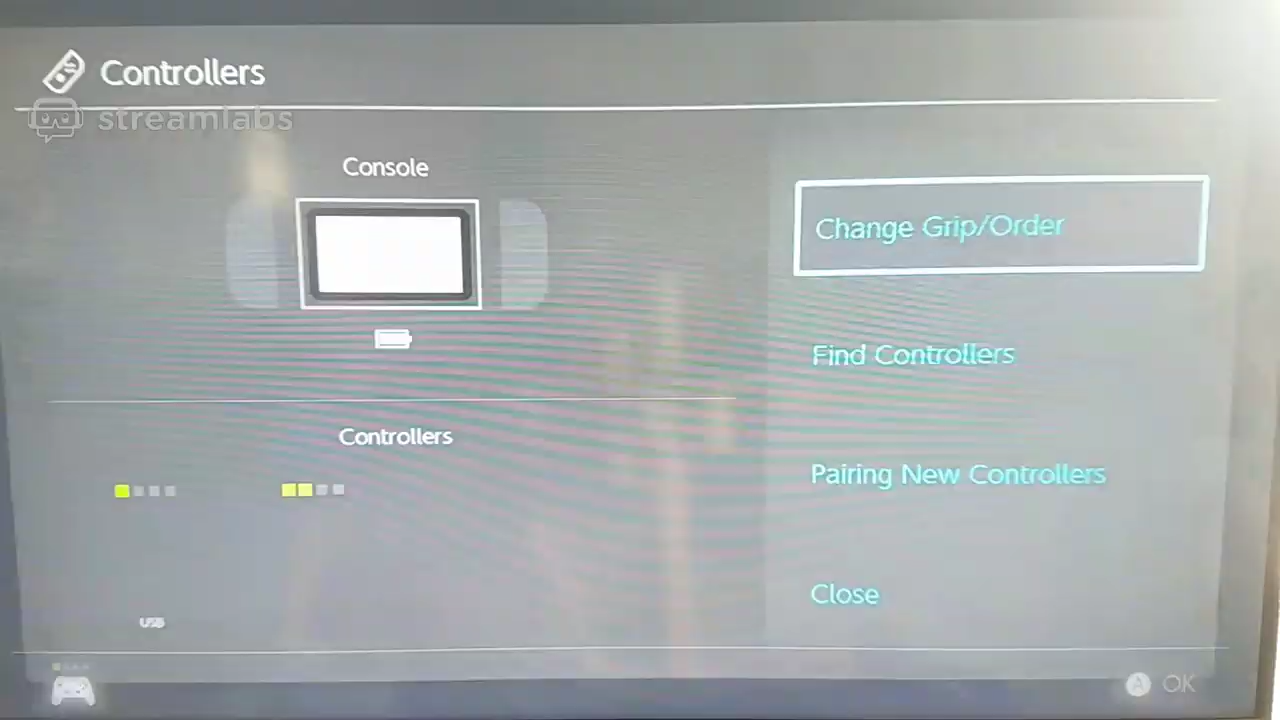 Controllers
streamlabs
Console
Change Grip/Order
Find Controllers
Controllers
Pairing New Controllers
Close
USB
A OK